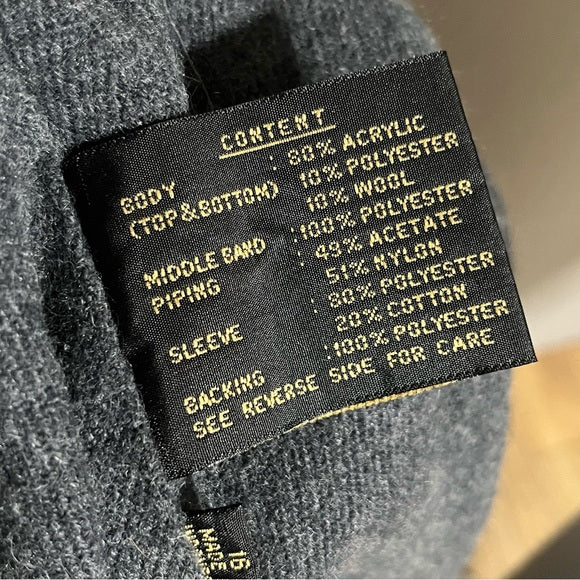 CONTENT
BODY : 80% ACRYLIC
(TOP & BOTTOM) 10% POLYESTER
10% WOOL
MIDDLE BAND :100% POLYESTER
PIPING : 49% ACETATE
51% NYLON
SLEEVE : 80% POLYESTER
20% COTTON
BACKING :100% POLYESTER
SEE REVERSE SIDE FOR CARE
16
MADE